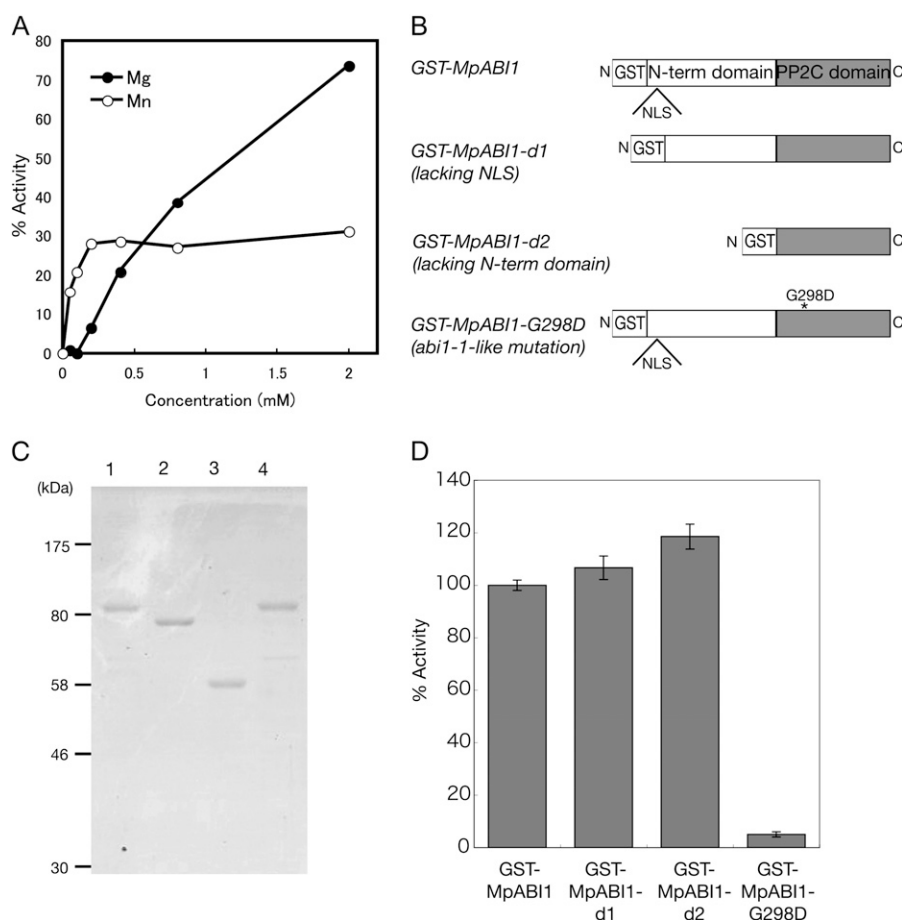 A
80
70
60
50
40
30
20
10
0
% Activity
Mg
Mn
0
0.5
1
1.5
2
Concentration (mM)
B
GST-MpABI1
N GST N-term domain PP2C domain C
NLS
GST-MpABI1-d1
(lacking NLS)
N GST C
GST-MpABI1-d2
(lacking N-term domain)
N GST C
G298D
*
GST-MpABI1-G298D
(abi1-1-like mutation)
N GST C
NLS
C
1 2 3 4
(kDa)
175
80
58
46
30
D
140
120
100
80
60
40
20
0
% Activity
GST-
MpABI1
GST-
MpABI1-
d1
GST-
MpABI1-
d2
GST-
MpABI1-
G298D